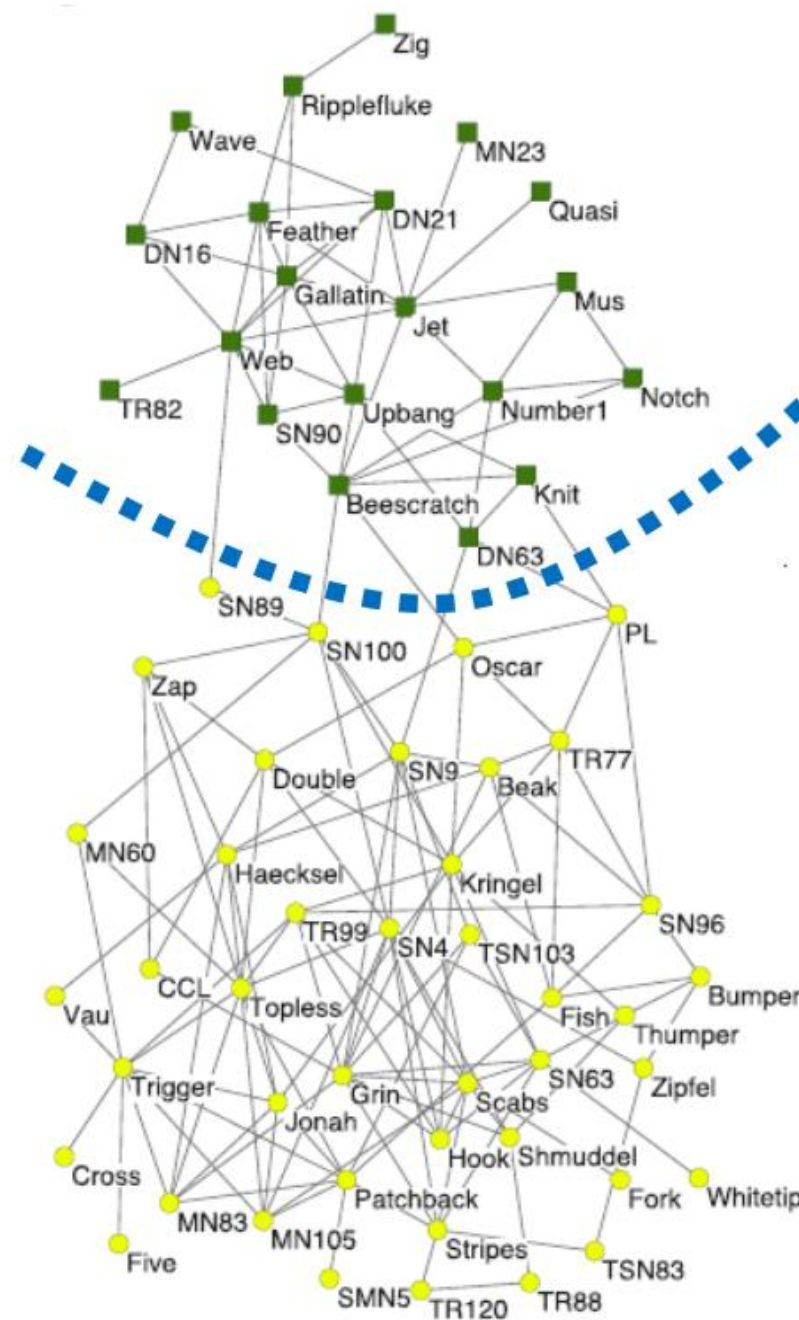 Zig
Ripplefluke
Wave
MN23
Quasi
DN21
Feather
DN16
Gallatin
Mus
Jet
Web
TR82
Upbang
Number1
Notch
SN90
Beescratch
Knit
DN63
SN89
PL
SN100
Oscar
Zap
TR77
Double
SN9
Beak
MN60
Haecksel
Kringel
TR99
SN4
TSN103
SN96
CCL
Topless
Bumper
Vau
Fish
Thumper
Trigger
Grin
Scabs
SN63
Zipfel
Jonah
Hook
Shmuddel
Cross
Patchback
Fork
Whitetip
MN83
MN105
Stripes
Five
TSN83
SMN5
TR120
TR88